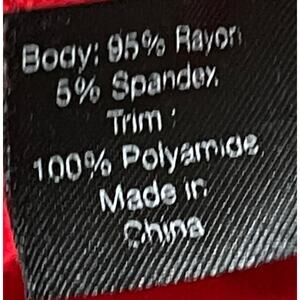 Body: 95% Rayon
5% Spandex
Trim :
100% Polyamide
Made in
China